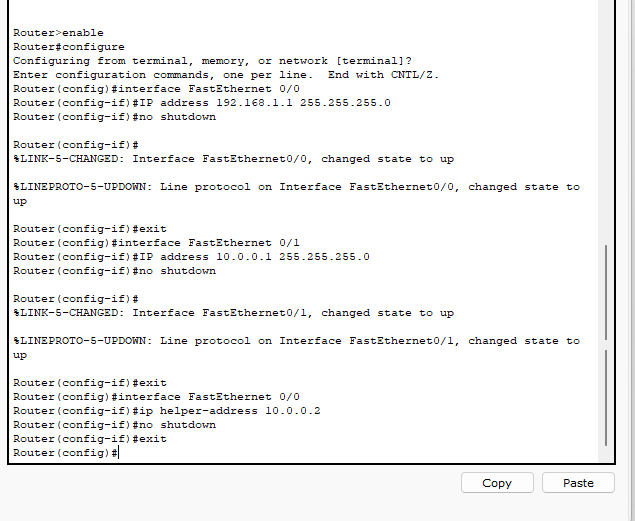 Router>enable
Router#configure
Configuring from terminal, memory, or network [terminal]?
Enter configuration commands, one per line.  End with CNTL/Z.
Router(config)#interface FastEthernet 0/0
Router(config-if)#IP address 192.168.1.1 255.255.255.0
Router(config-if)#no shutdown
Router(config-if)#
%LINK-5-CHANGED: Interface FastEthernet0/0, changed state to up
%LINEPROTO-5-UPDOWN: Line protocol on Interface FastEthernet0/0, changed state to
up
Router(config-if)#exit
Router(config)#interface FastEthernet 0/1
Router(config-if)#IP address 10.0.0.1 255.255.255.0
Router(config-if)#no shutdown
Router(config-if)#
%LINK-5-CHANGED: Interface FastEthernet0/1, changed state to up
%LINEPROTO-5-UPDOWN: Line protocol on Interface FastEthernet0/1, changed state to
up
Router(config-if)#exit
Router(config)#interface FastEthernet 0/0
Router(config-if)#ip helper-address 10.0.0.2
Router(config-if)#no shutdown
Router(config-if)#exit
Router(config)#
Copy Paste